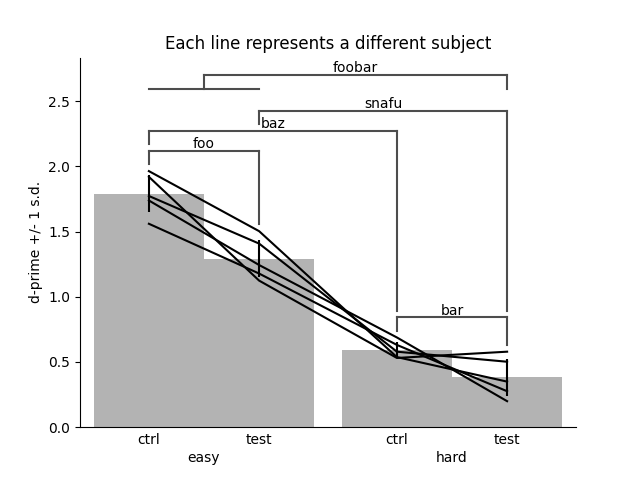 Each line represents a different subject
foobar
snafu
baz
foo
bar
d-prime +/- 1 s.d.
2.5
2.0
1.5
1.0
0.5
0.0
ctrl test ctrl test
easy hard